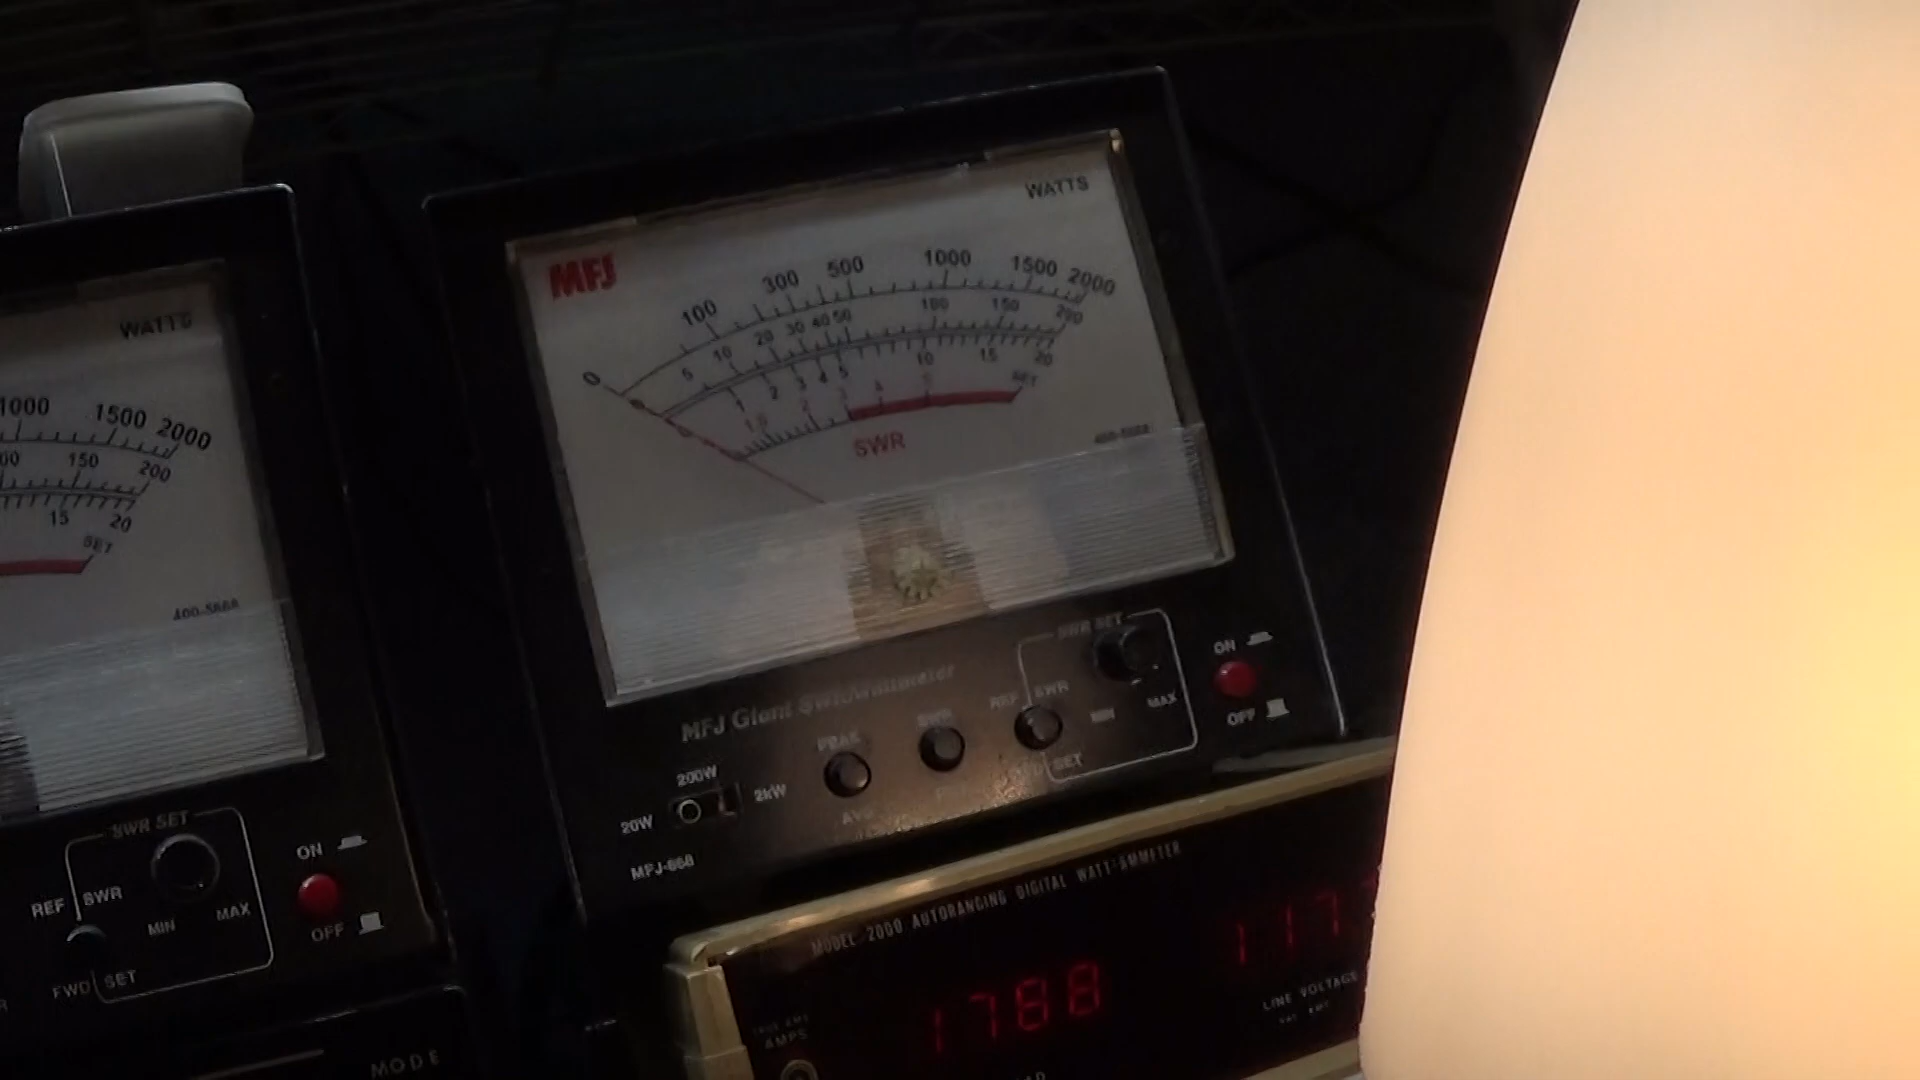 WATTS
1000 1500 2000
150 200
15 20
SET
400-5668
SWR SET
REF SWR
MIN MAX
FWD SET
ON
OFF
MODE
MFJ
WATTS
0 100 300 500 1000 1500 2000
5 10 20 30 40 50 100 150 200
1 2 3 4 5 10 15 20
SET
SWR
400-5668
MFJ Giant SWR/Wattmeter
SWR SET
REF SWR
MIN MAX
SET
ON
OFF
PEAK
SWR
AVG
20W 200W 2kW
MFJ-868
MODEL 2000 AUTORANGING DIGITAL WATT-AMMETER
1788
117
AMPS
LINE VOLTAGE